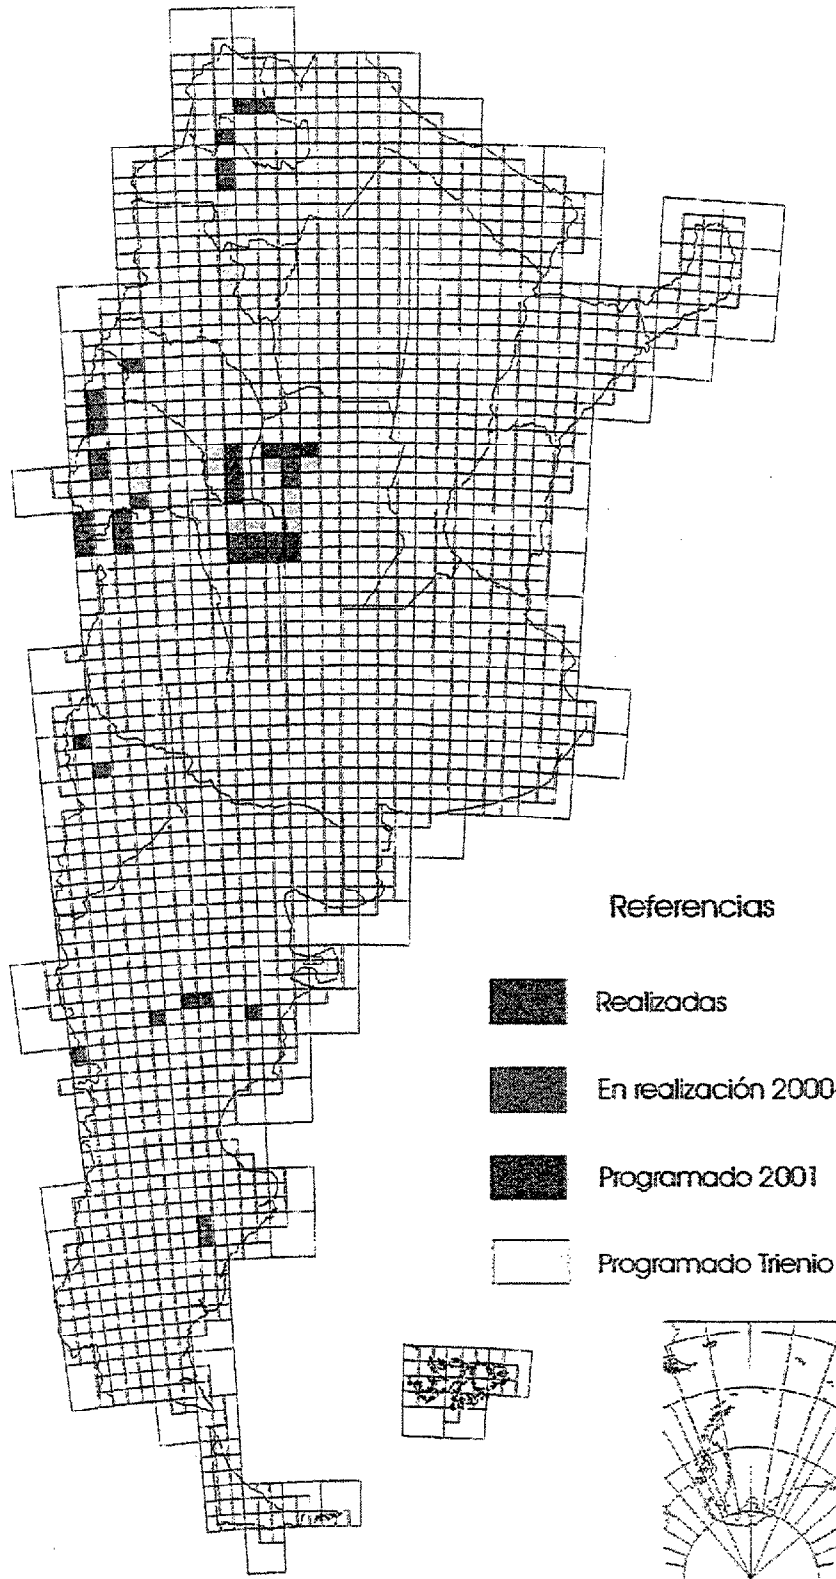 Referencias
Realizadas
En realización 2000
Programado 2001
Programado Trienio